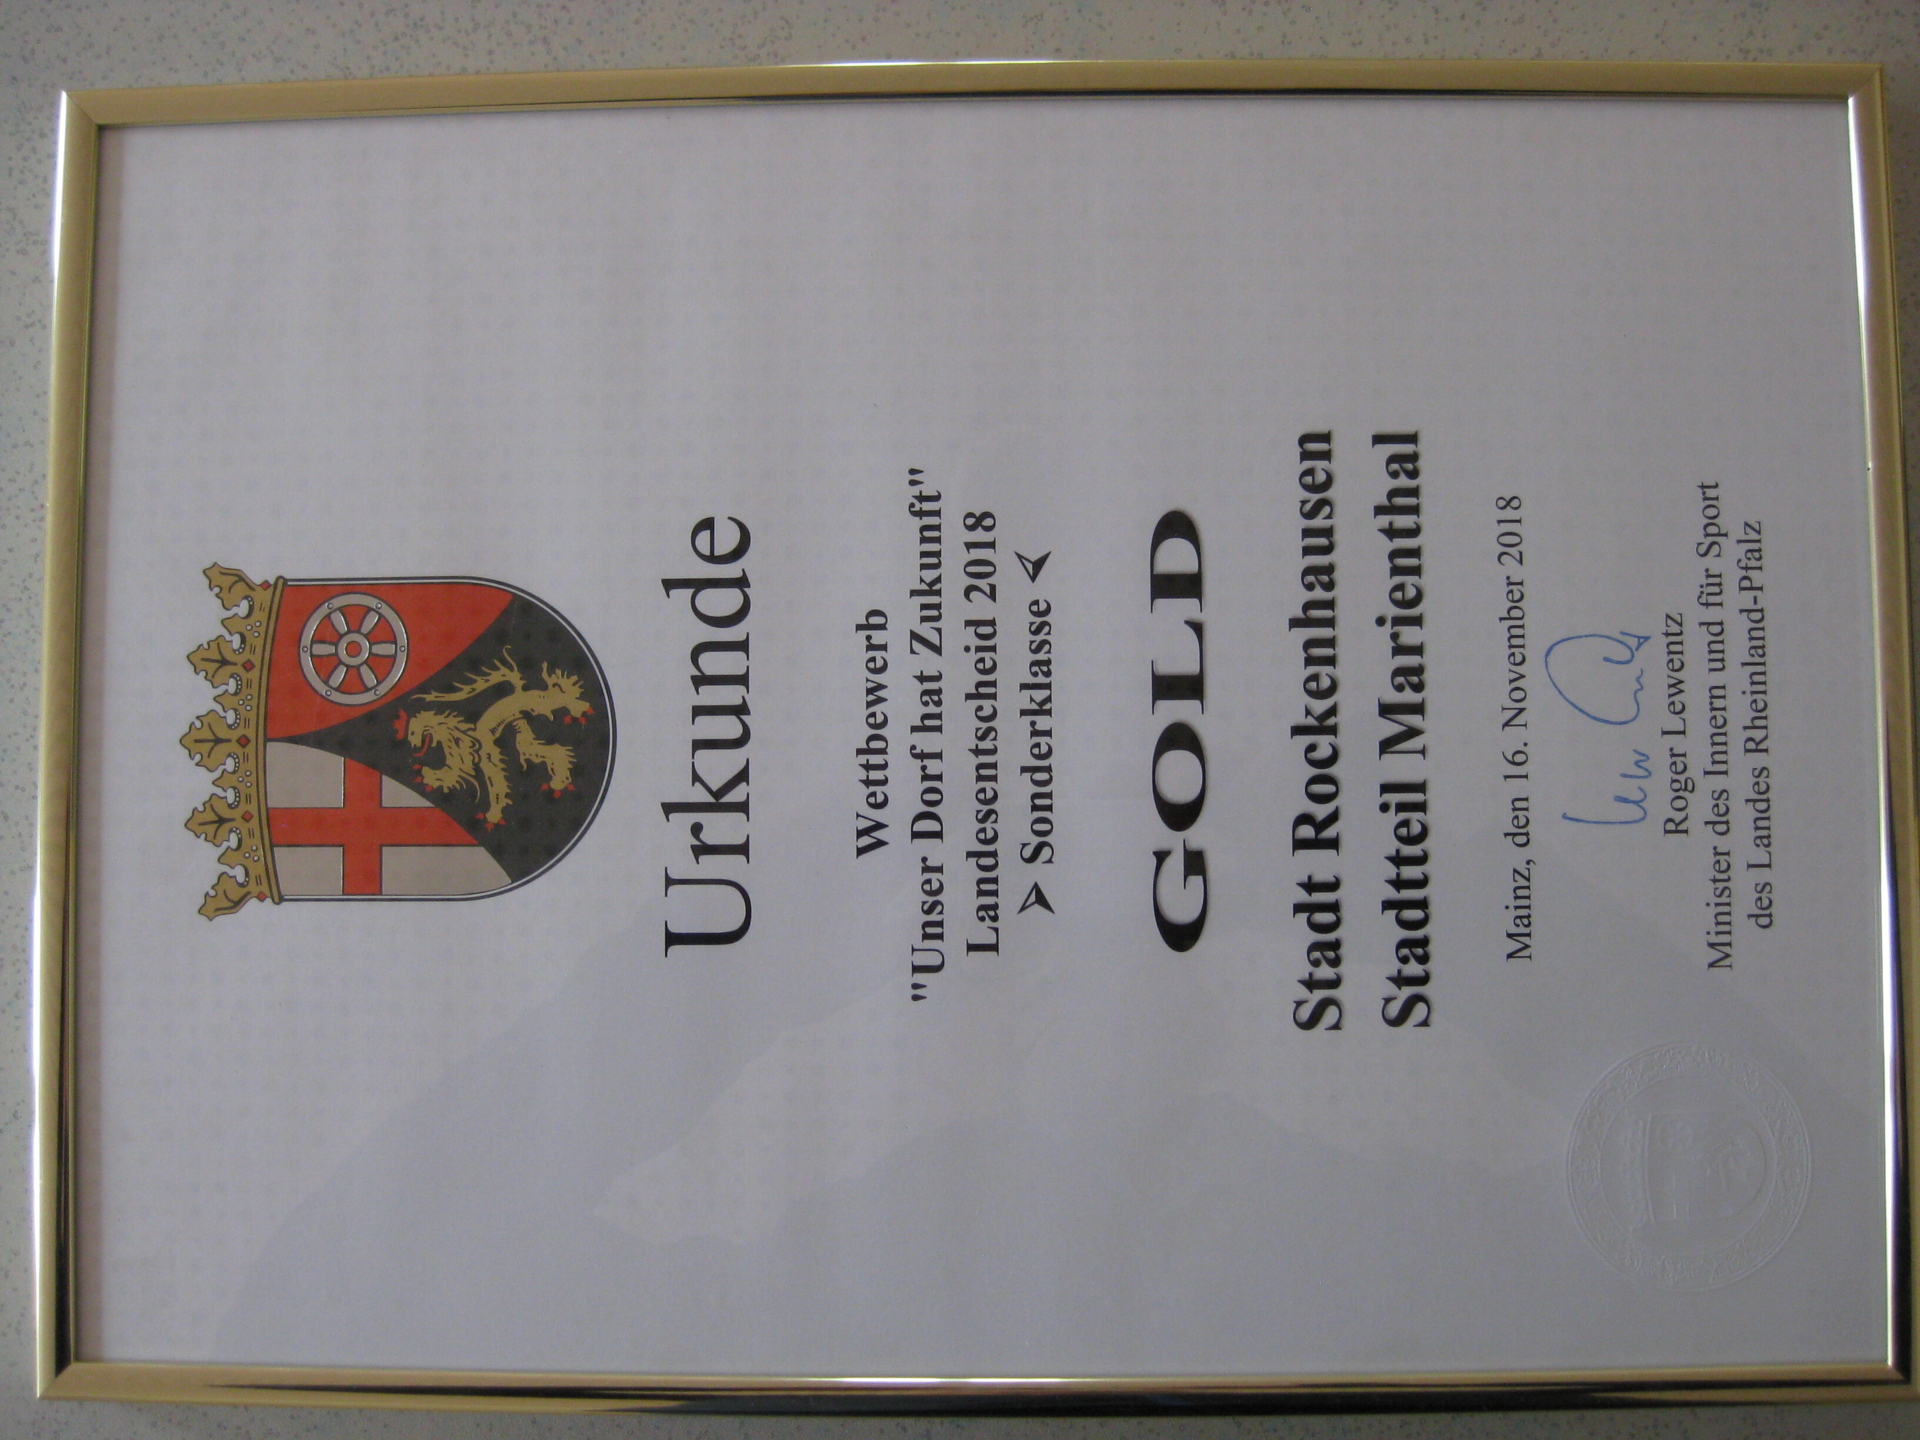 Urkunde
Wettbewerb
"Unser Dorf hat Zukunft"
Landesentscheid 2018
➢ Sonderklasse ⮘
GOLD
Stadt Rockenhausen
Stadtteil Marienthal
Mainz, den 16. November 2018
Roger Lewentz
Minister des Innern und für Sport
des Landes Rheinland-Pfalz